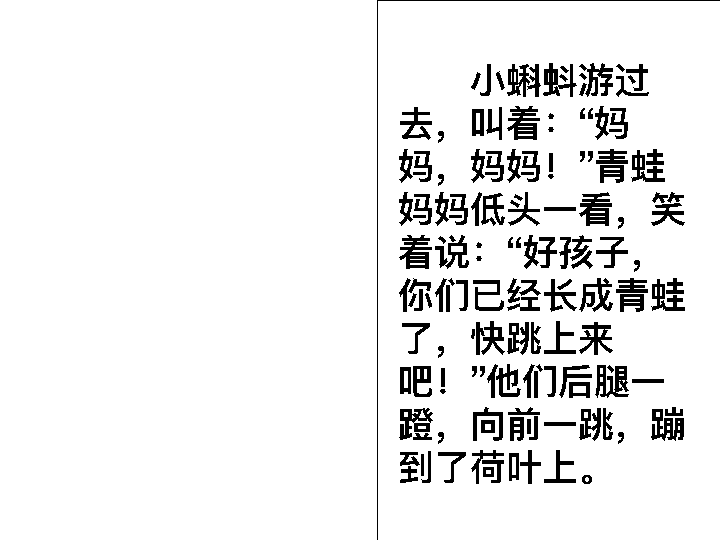 小蝌蚪游过
去，叫着：“妈
妈，妈妈！”青蛙
妈妈低头一看，笑
着说：“好孩子，
你们已经长成青蛙
了，快跳上来
吧！”他们后腿一
蹬，向前一跳，蹦
到了荷叶上。